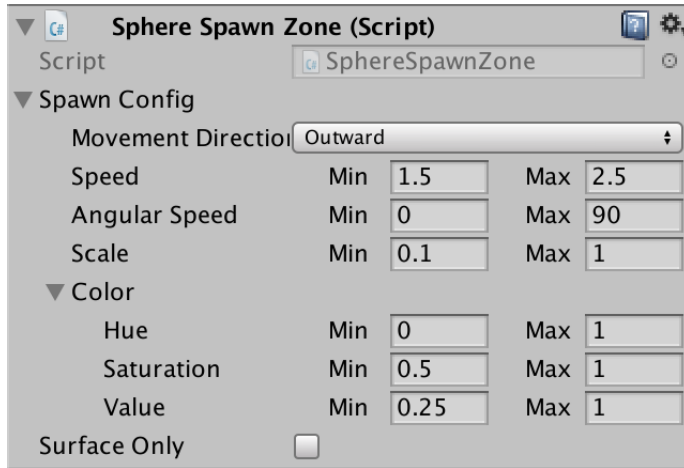 Sphere Spawn Zone (Script)
Script SphereSpawnZone
Spawn Config
Movement Direction Outward
Speed Min 1.5 Max 2.5
Angular Speed Min 0 Max 90
Scale Min 0.1 Max 1
Color
Hue Min 0 Max 1
Saturation Min 0.5 Max 1
Value Min 0.25 Max 1
Surface Only